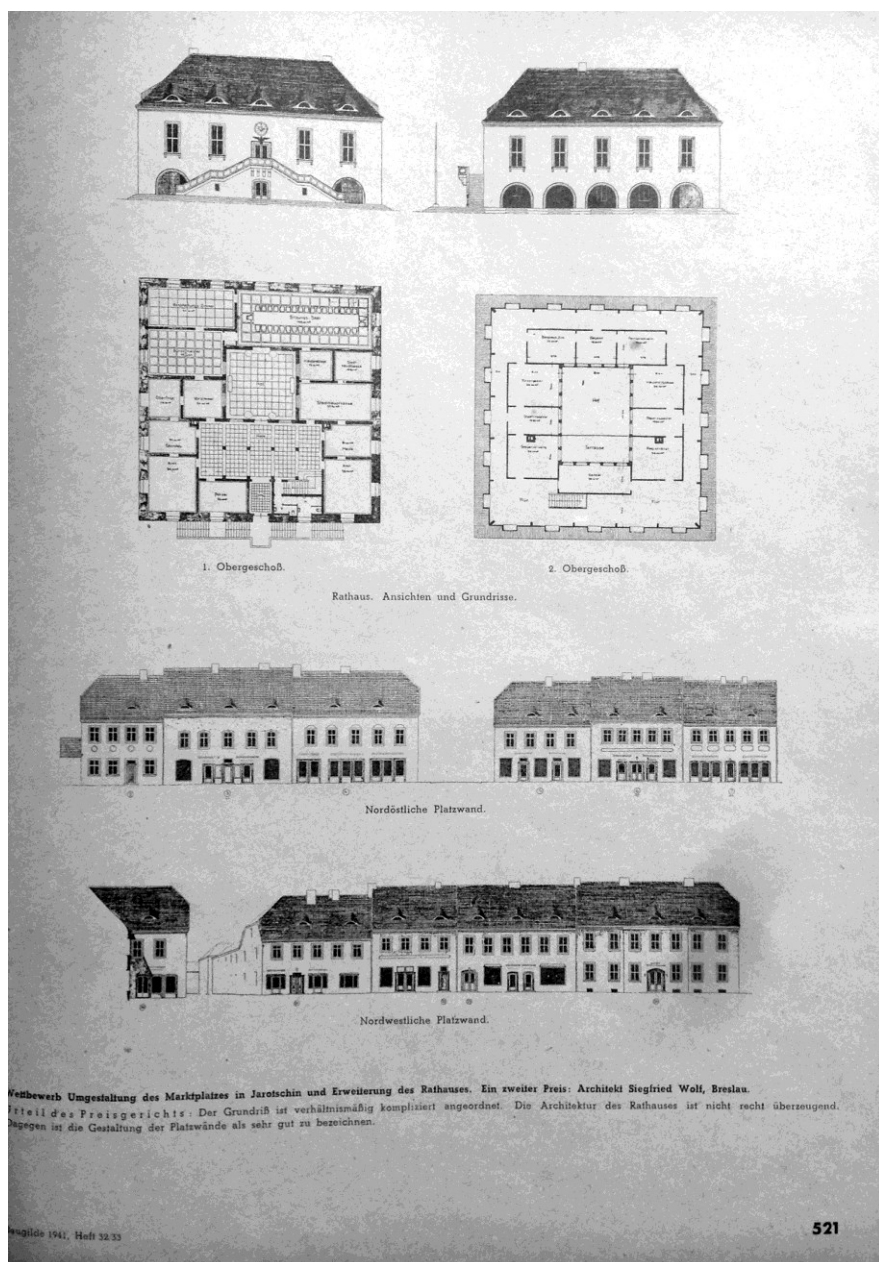 1. Obergeschoß.
2. Obergeschoß.
Rathaus. Ansichten und Grundrisse.
Nordöstliche Platzwand.
Nordwestliche Platzwand.
Wettbewerb Umgestaltung des Marktplatzes in Jarotschin und Erweiterung des Rathauses. Ein zweiter Preis: Architekt Siegfried Wolf, Breslau.
Urteil des Preisgerichts: Der Grundriß ist verhältnismäßig kompliziert angeordnet. Die Architektur des Rathauses ist nicht recht überzeugend.
Dagegen ist die Gestaltung der Platzwände als sehr gut zu bezeichnen.
Baugilde 1941, Heft 32/33
521